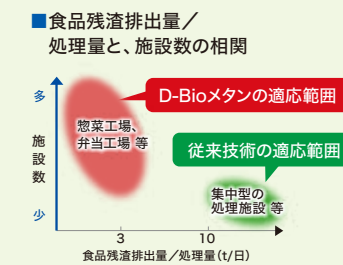 ■食品残渣排出量／
処理量と、施設数の相関
多
D-Bioメタンの適応範囲
惣菜工場、
弁当工場 等
施設数
従来技術の適応範囲
集中型の
処理施設 等
少
3 10
食品残渣排出量／処理量（t/日）